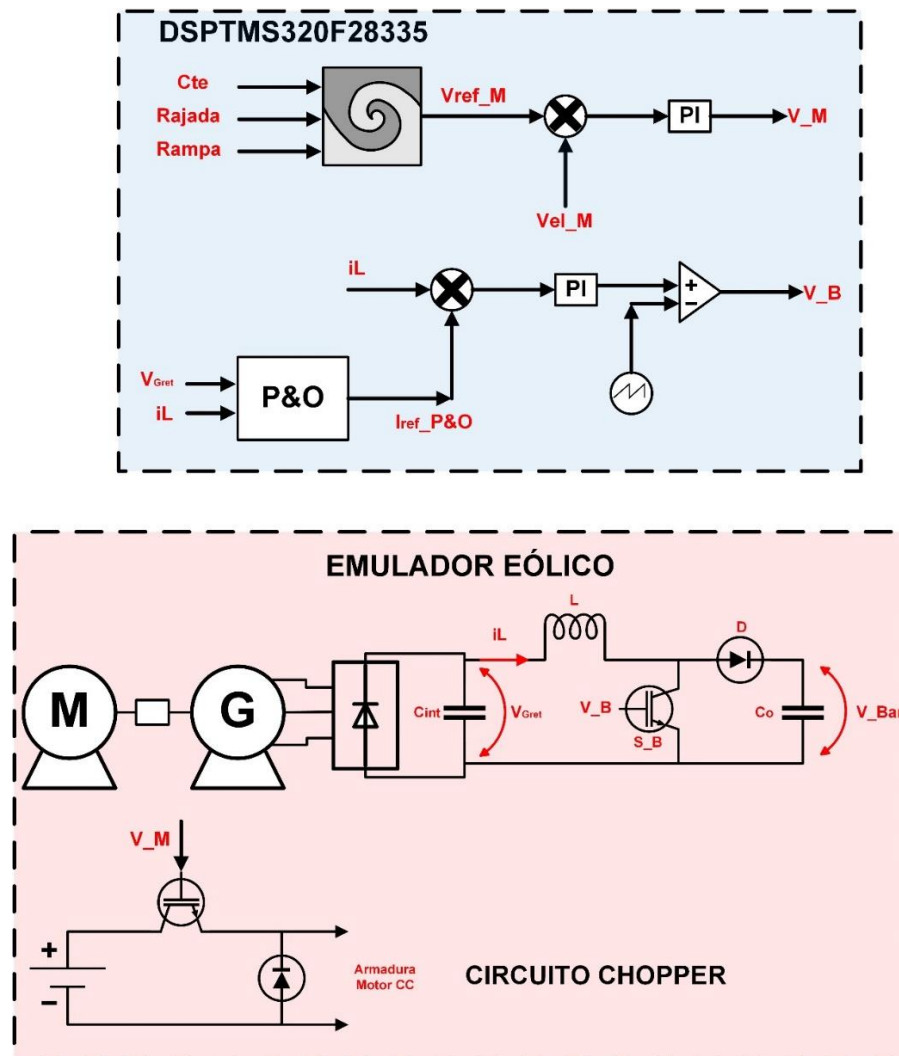 DSPTMS320F28335
Cte
Rajada
Rampa
Vref_M
PI
V_M
Vel_M
iL
PI
+
−
V_B
VGret
iL
P&O
Iref_P&O
EMULADOR EÓLICO
L
iL
D
M
G
Cint
VGret
V_B
S_B
Co
V_Bar
V_M
+
−
Armadura
Motor CC
CIRCUITO CHOPPER